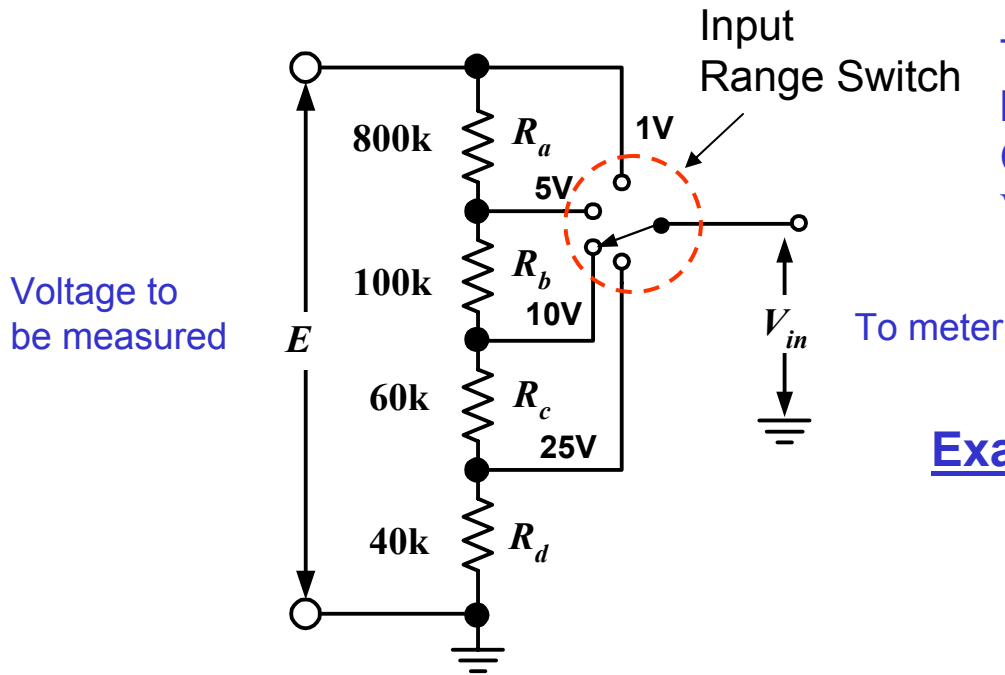 Input
Range Switch
1V
800k
R_a
5V
100k
R_b
10V
Voltage to
be measured
E
V_in
To meter
60k
R_c
25V
Exa
40k
R_d